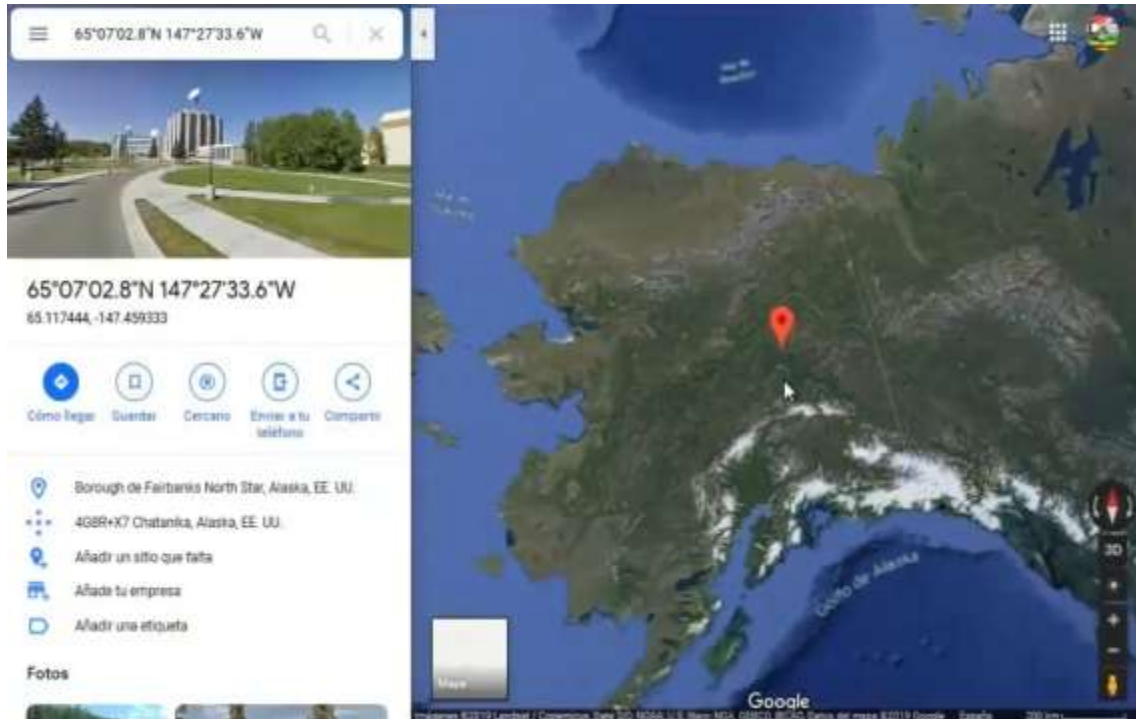 65°07'02.8"N 147°27'33.6"W
65°07'02.8"N 147°27'33.6"W
65.117444, -147.459333
Cómo llegar
Guardar
Cercano
Enviar a tu
teléfono
Compartir
Borough de Fairbanks North Star, Alaska, EE. UU.
4G8R+X7 Chatanika, Alaska, EE. UU.
Añadir un sitio que falta
Añade tu empresa
Añadir una etiqueta
Fotos
Golfo de Alaska
3D
Mapa
Google
200 km